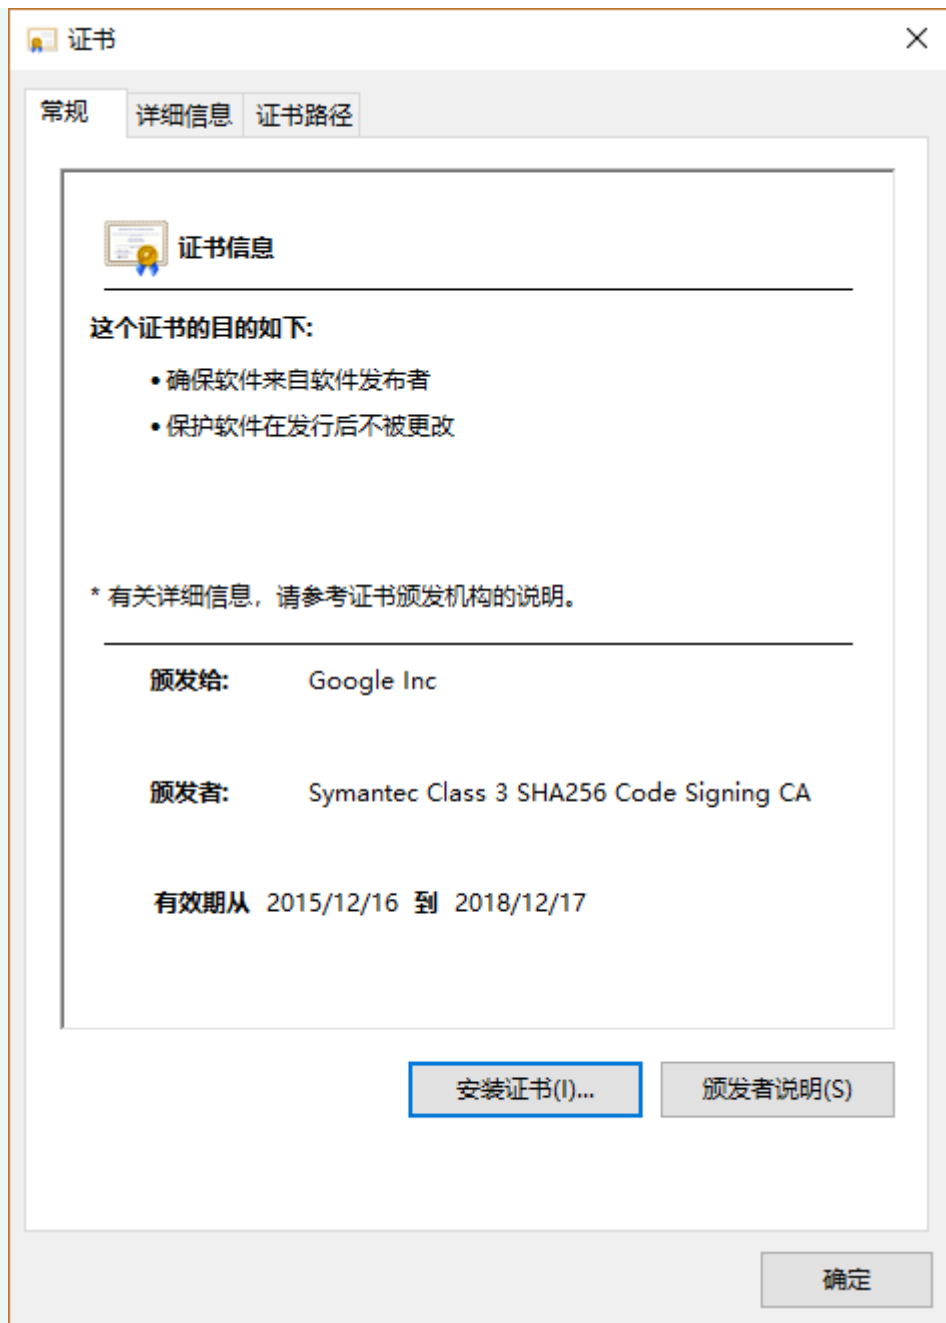 证书
常规 详细信息 证书路径
证书信息
这个证书的目的如下:
• 确保软件来自软件发布者
• 保护软件在发行后不被更改
* 有关详细信息，请参考证书颁发机构的说明。
颁发给: Google Inc
颁发者: Symantec Class 3 SHA256 Code Signing CA
有效期从 2015/12/16 到 2018/12/17
安装证书(I)... 颁发者说明(S)
确定